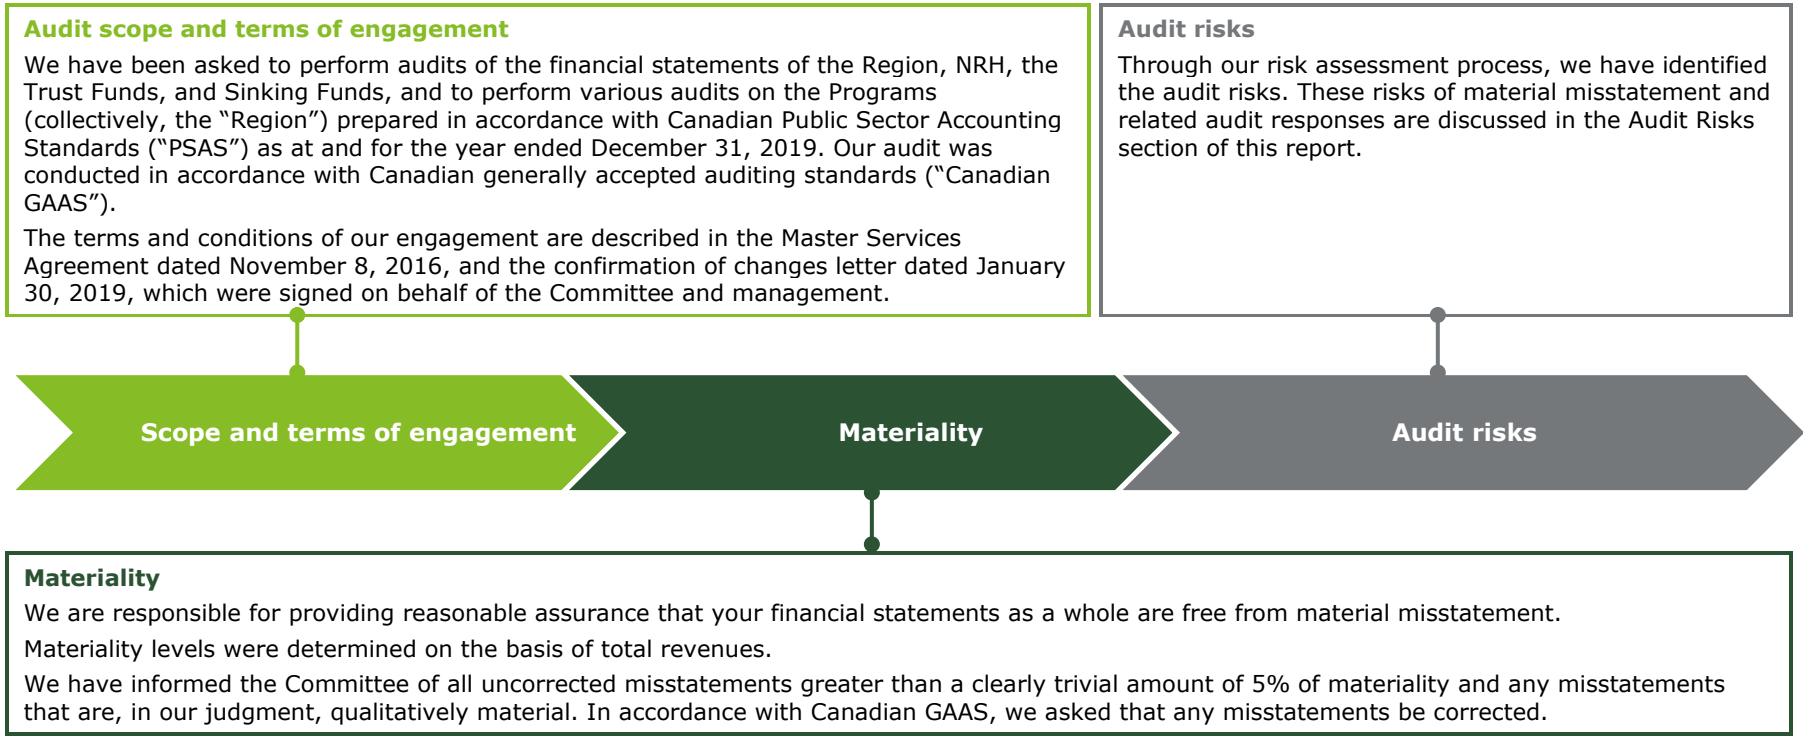 Audit scope and terms of engagement
We have been asked to perform audits of the financial statements of the Region, NRH, the
Trust Funds, and Sinking Funds, and to perform various audits on the Programs
(collectively, the “Region”) prepared in accordance with Canadian Public Sector Accounting
Standards (“PSAS”) as at and for the year ended December 31, 2019. Our audit was
conducted in accordance with Canadian generally accepted auditing standards (“Canadian
GAAS”).
The terms and conditions of our engagement are described in the Master Services
Agreement dated November 8, 2016, and the confirmation of changes letter dated January
30, 2019, which were signed on behalf of the Committee and management.
Audit risks
Through our risk assessment process, we have identified
the audit risks. These risks of material misstatement and
related audit responses are discussed in the Audit Risks
section of this report.
Scope and terms of engagement
Materiality
Audit risks
Materiality
We are responsible for providing reasonable assurance that your financial statements as a whole are free from material misstatement.
Materiality levels were determined on the basis of total revenues.
We have informed the Committee of all uncorrected misstatements greater than a clearly trivial amount of 5% of materiality and any misstatements
that are, in our judgment, qualitatively material. In accordance with Canadian GAAS, we asked that any misstatements be corrected.